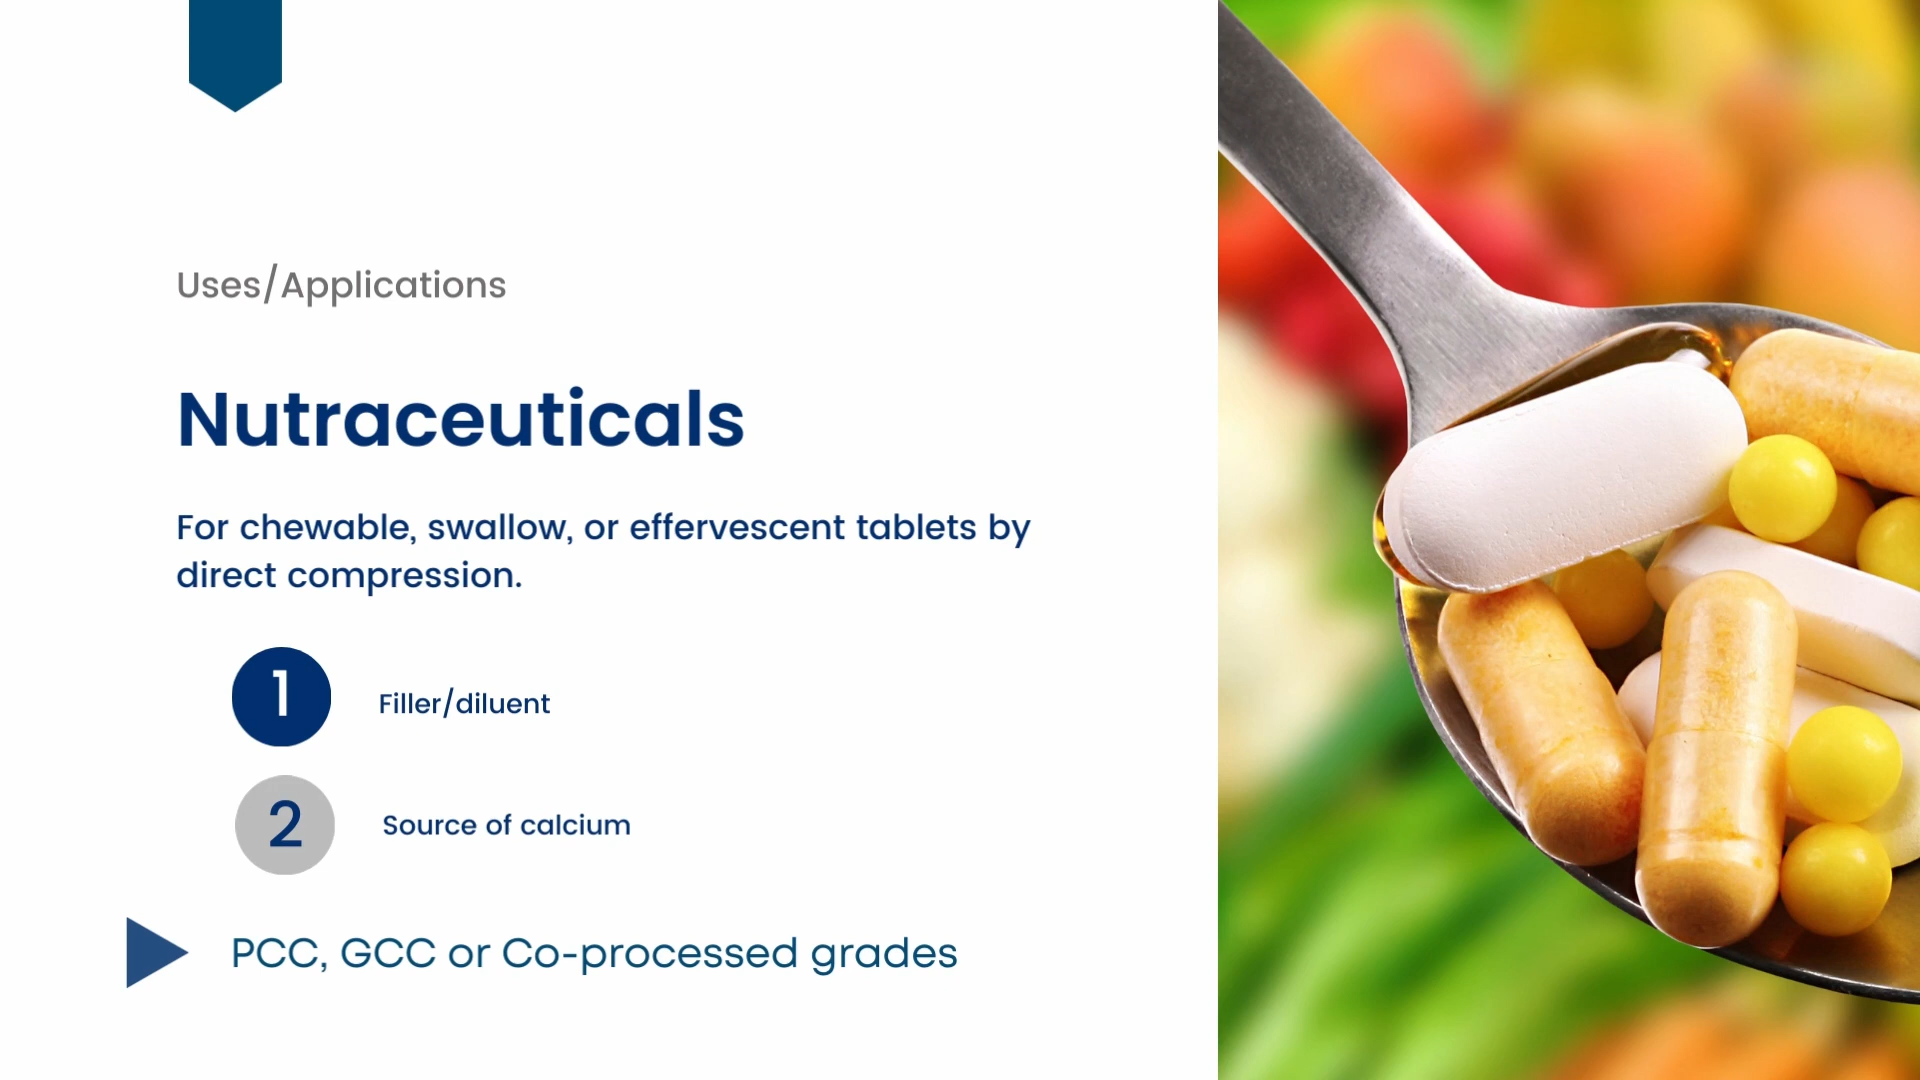 Uses/Applications
Nutraceuticals
For chewable, swallow, or effervescent tablets by
direct compression.
1 Filler/diluent
2 Source of calcium
PCC, GCC or Co-processed grades